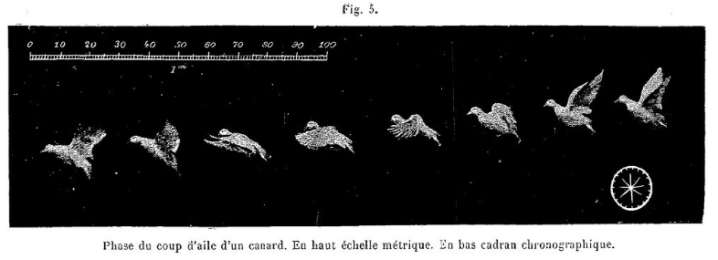 Fig. 5.
0 10 20 30 40 50 60 70 80 90 100
1 m
Phase du coup d'aile d'un canard. En haut échelle métrique. En bas cadran chronographique.